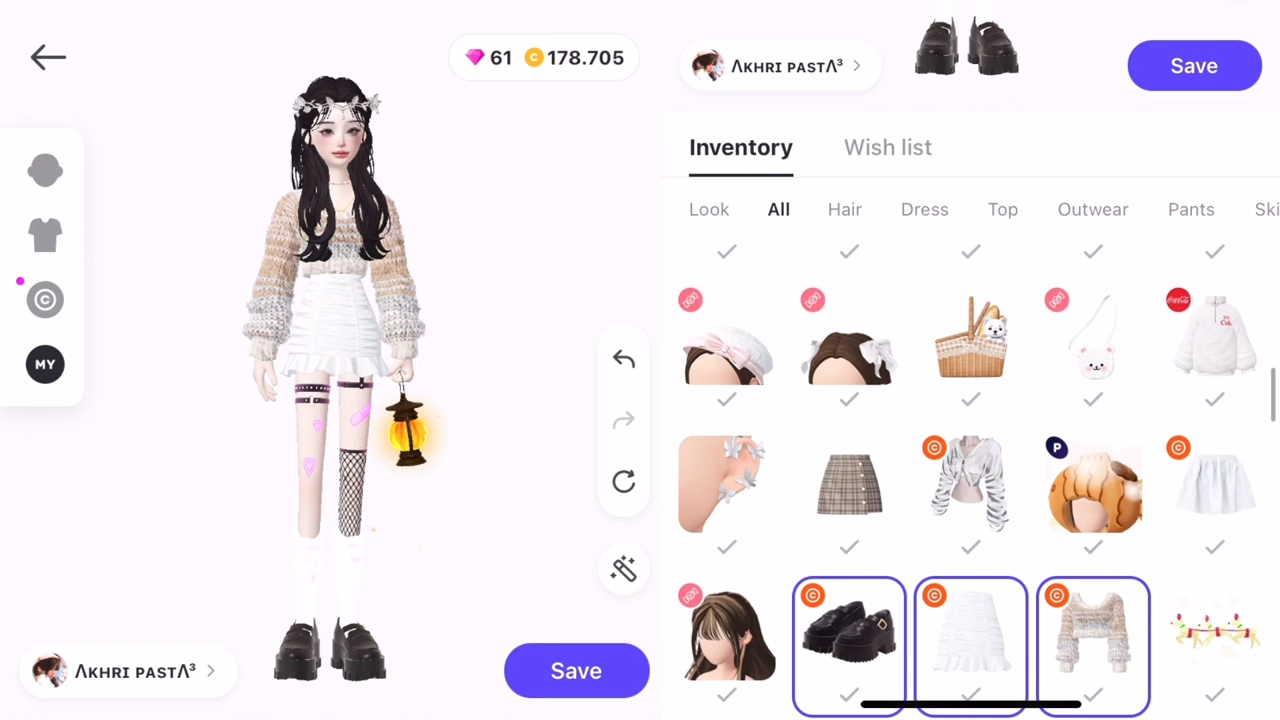 61 178.705
MY
ΛKHRI PASTΛ³
Save
ΛKHRI PASTΛ³
Save
Inventory Wish list
Look All Hair Dress Top Outwear Pants Ski
P